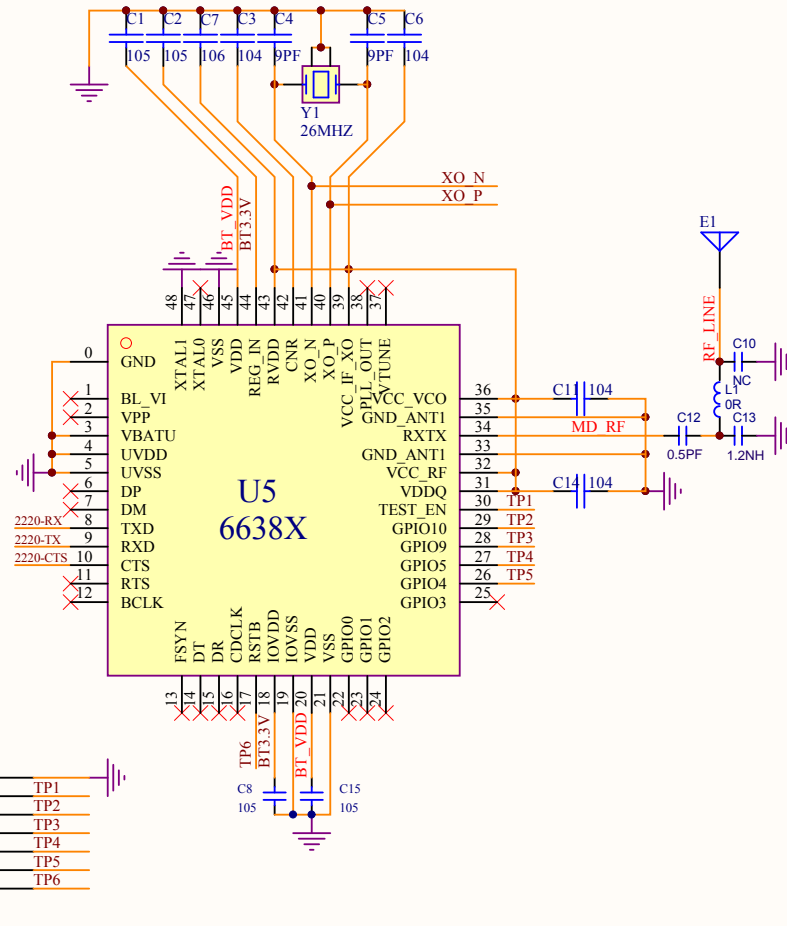 C1 C2 C7 C3 C4 C5 C6
105 105 106 104 9PF 9PF 104
Y1
26MHZ
XO_N
XO_P
BT_VDD
BT3.3V
E1
RF_LINE
48 47 46 45 44 43 42 41 40 39 38 37
XTAL1 XTAL0 VSS VDD REG_IN RVDD CNR XO_N XO_P VCC_IF_XO PLL_OUT VTUNE
0 GND
1 BL_VI
2 VPP
3 VBATU
4 UVDD
5 UVSS
6 DP
7 DM
2220-RX 8 TXD
2220-TX 9 RXD
2220-CTS 10 CTS
11 RTS
12 BCLK
U5
6638X
VCC_VCO 36
GND_ANT1 35
RXTX 34
GND_ANT1 33
VCC_RF 32
VDDQ 31
TEST_EN 30 TP1
GPIO10 29 TP2
GPIO9 28 TP3
GPIO5 27 TP4
GPIO4 26 TP5
GPIO3 25
C11 104
MD_RF
C14 104
C10
NC
L1
0R
C12
0.5PF
C13
1.2NH
FSYN DT DR CDCLK RSTB IOVDD IOVSS VDD VSS GPIO0 GPIO1 GPIO2
13 14 15 16 17 18 19 20 21 22 23 24
TP6
BT3.3V
BT_VDD
C8
105
C15
105
TP1
TP2
TP3
TP4
TP5
TP6